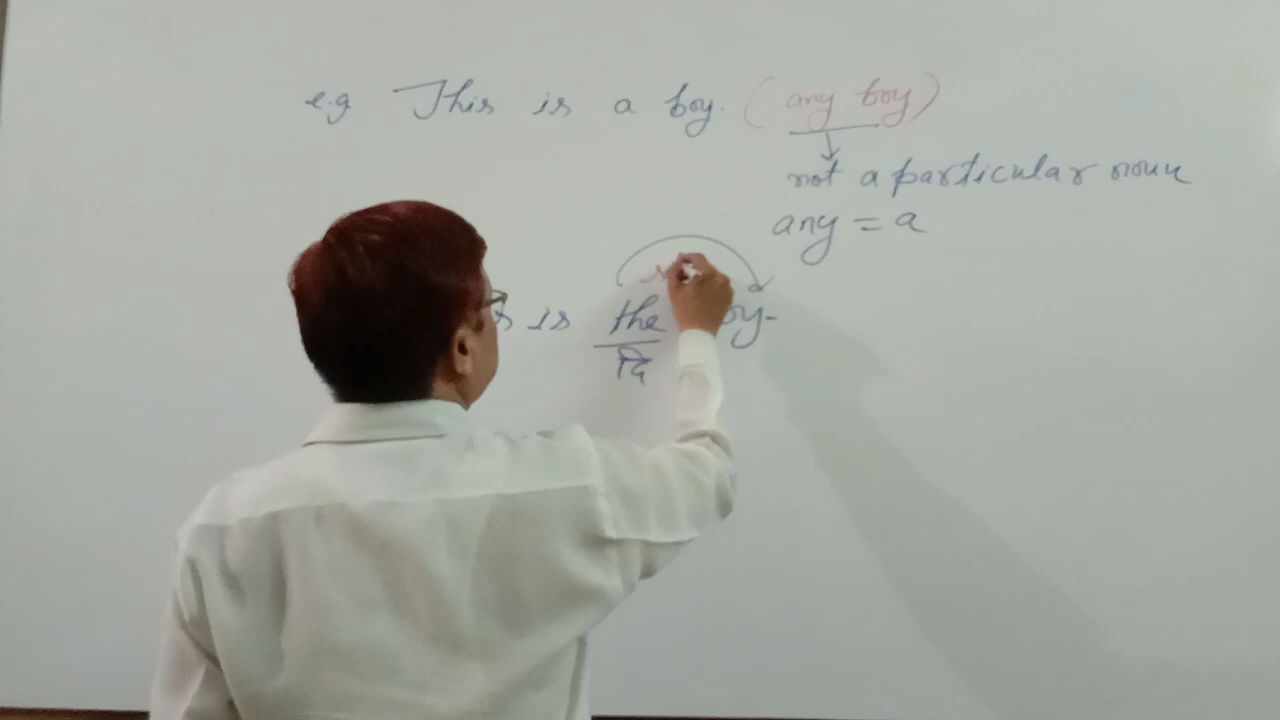 e.g This is a boy. (any boy)
not a particular noun
any = a
is the
दि